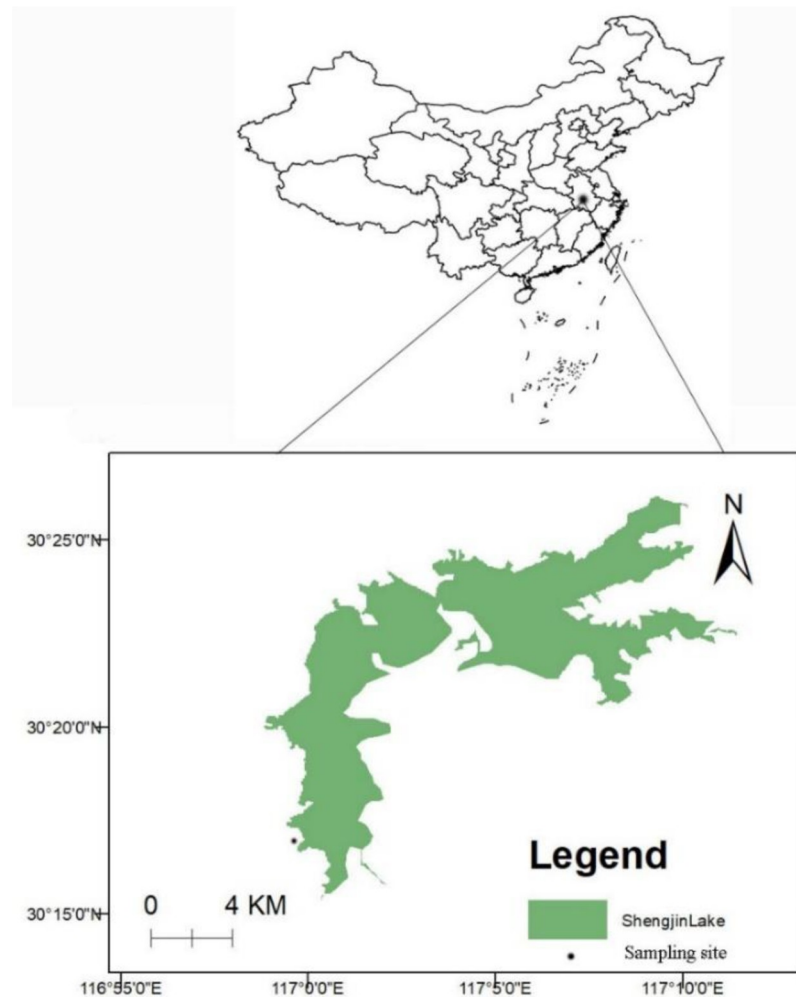 N
30°25'0"N
30°20'0"N
30°15'0"N
0 4 KM
Legend
ShengjinLake
Sampling site
116°55'0"E 117°0'0"E 117°5'0"E 117°10'0"E